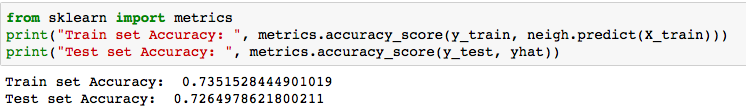 from sklearn import metrics
print("Train set Accuracy: ", metrics.accuracy_score(y_train, neigh.predict(X_train)))
print("Test set Accuracy: ", metrics.accuracy_score(y_test, yhat))
Train set Accuracy:  0.7351528444901019
Test set Accuracy:  0.7264978621800211